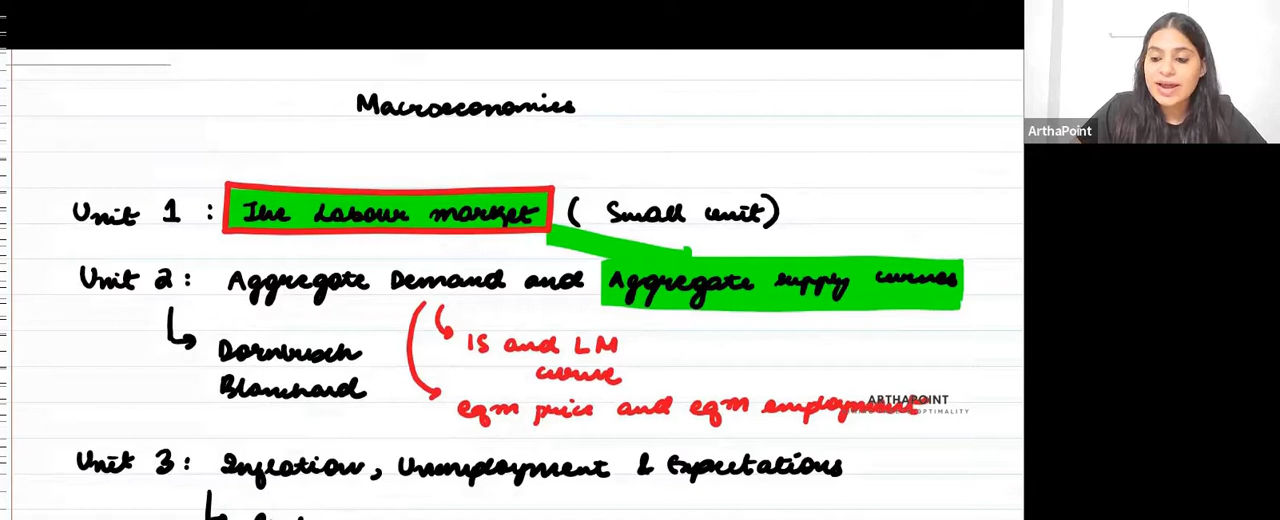 Macroeconomics
ArthaPoint
Unit 1 : The Labour market ( Small unit)
Unit 2 : Aggregate Demand and Aggregate supply curves
Dornbusch
IS and LM
curve
Blanchard
eqm price and eqm employment
ARTHAPOINT
OPTIMALITY
Unit 3 : Inflation, Unemployment & Expectations